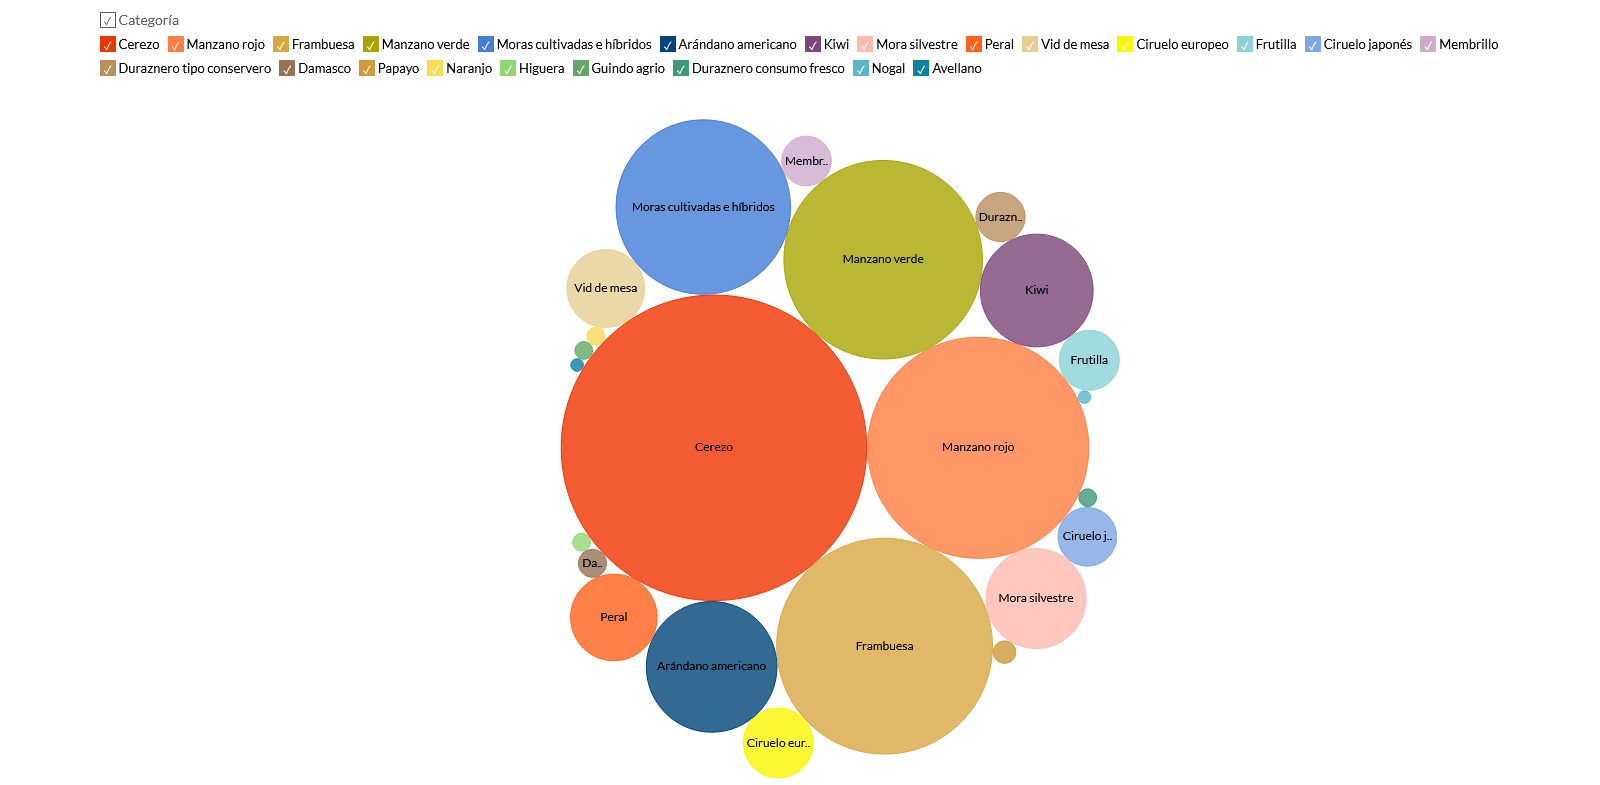 Categoría
Cerezo Manzano rojo Frambuesa Manzano verde Moras cultivadas e híbridos Arándano americano Kiwi Mora silvestre Peral Vid de mesa Ciruelo europeo Frutilla Ciruelo japonés Membrillo
Duraznero tipo conservero Damasco Papayo Naranjo Higuera Guindo agrio Duraznero consumo fresco Nogal Avellano
Membr..
Moras cultivadas e híbridos
Durazn..
Manzano verde
Vid de mesa
Kiwi
Frutilla
Cerezo
Manzano rojo
Ciruelo j..
Da..
Mora silvestre
Peral
Frambuesa
Arándano americano
Ciruelo eur..